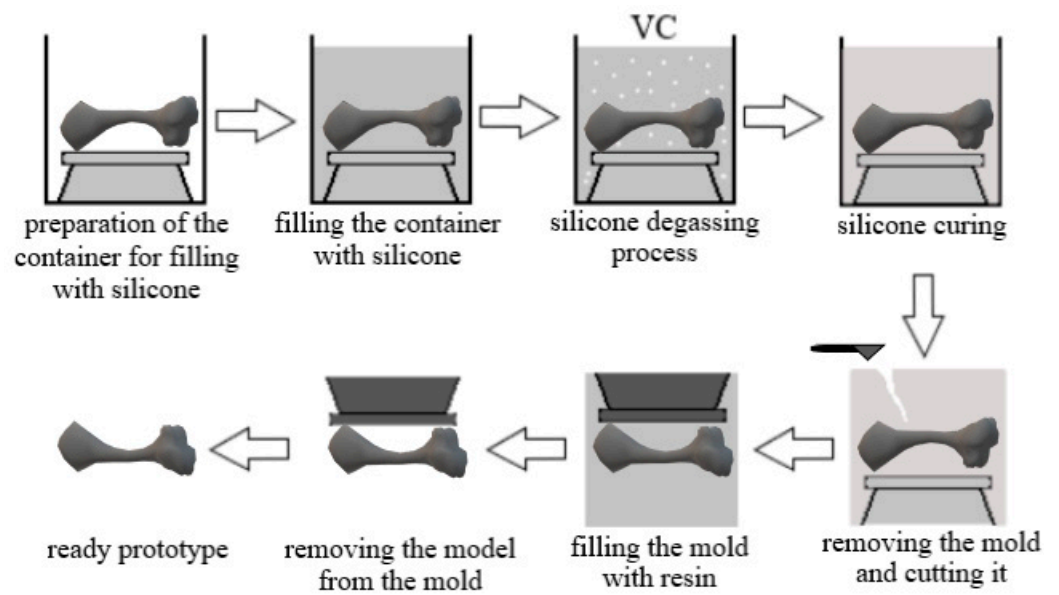 VC
preparation of the
container for filling
with silicone
filling the container
with silicone
silicone degassing
process
silicone curing
removing the mold
and cutting it
filling the mold
with resin
removing the model
from the mold
ready prototype